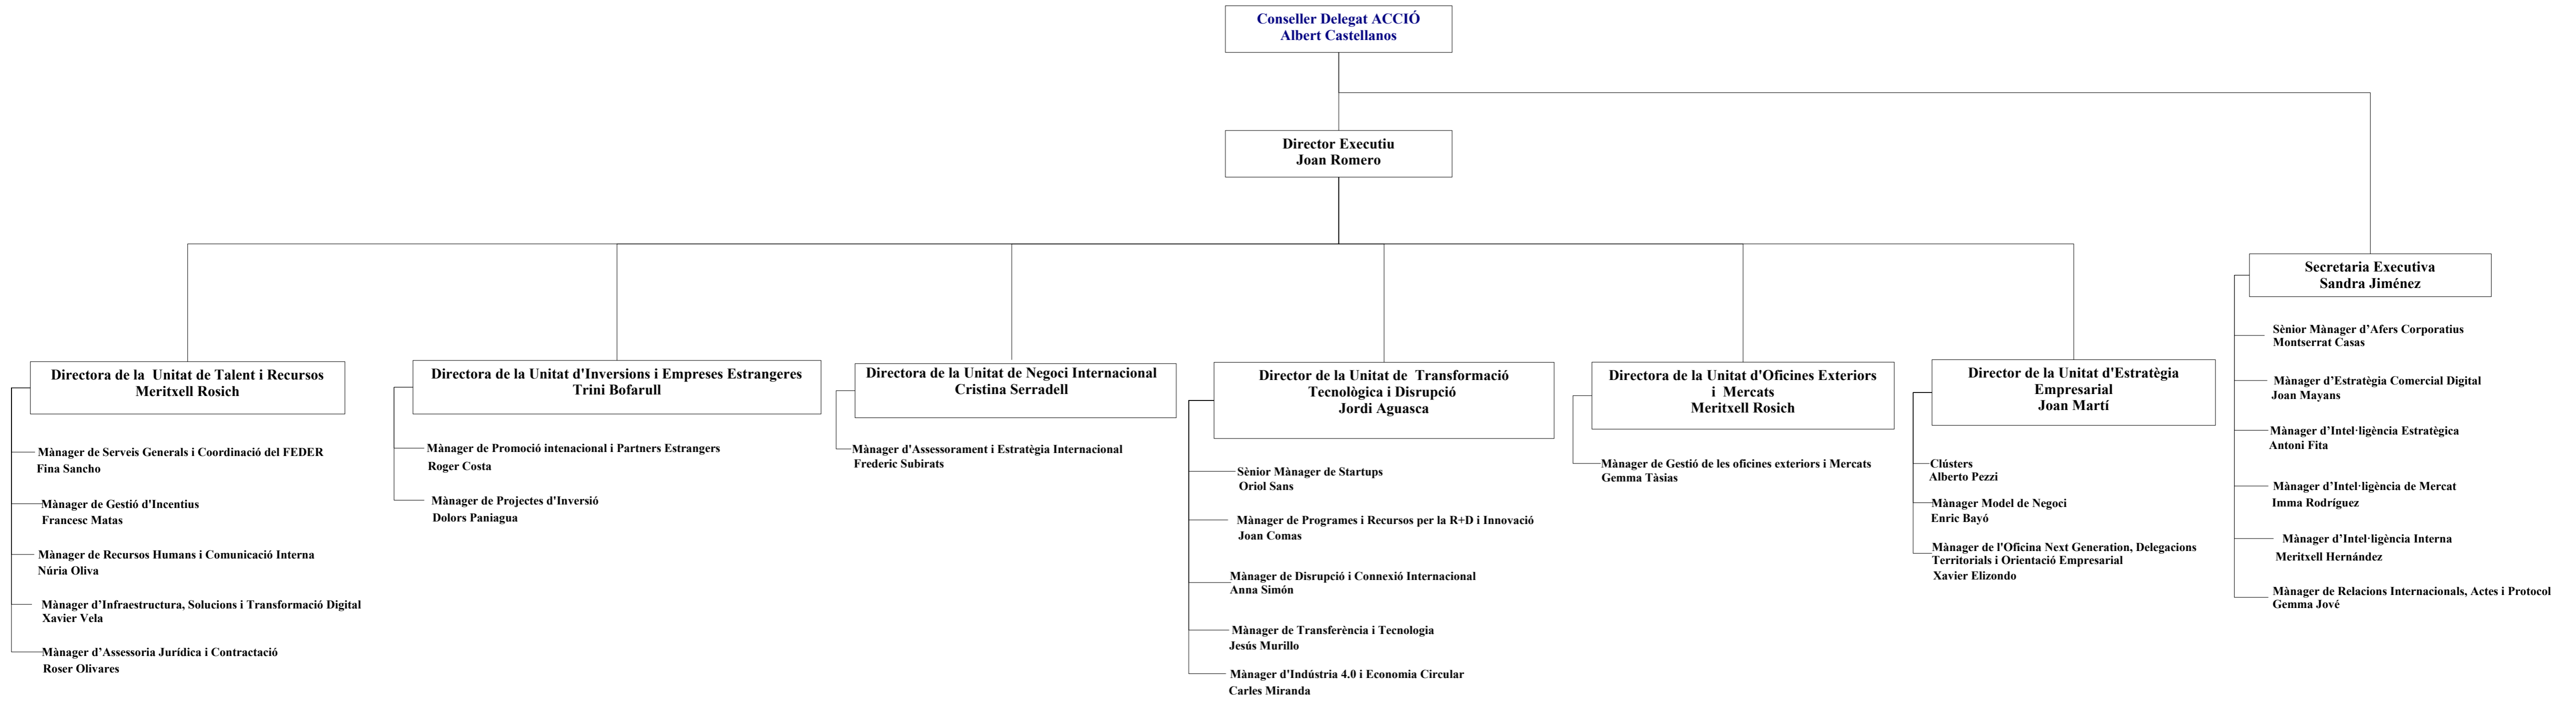 Conseller Delegat ACCIÓ
Albert Castellanos
Director Executiu
Joan Romero
Directora de la  Unitat de Talent i Recursos
Meritxell Rosich
Mànager de Serveis Generals i Coordinació del FEDER
Fina Sancho
Mànager de Gestió d'Incentius
Francesc Matas
Mànager de Recursos Humans i Comunicació Interna
Núria Oliva
Mànager d’Infraestructura, Solucions i Transformació Digital
Xavier Vela
Mànager d’Assessoria Jurídica i Contractació
Roser Olivares
Directora de la Unitat d'Inversions i Empreses Estrangeres
Trini Bofarull
Mànager de Promoció intenacional i Partners Estrangers
Roger Costa
Mànager de Projectes d'Inversió
Dolors Paniagua
Directora de la Unitat de Negoci Internacional
Cristina Serradell
Mànager d'Assessorament i Estratègia Internacional
Frederic Subirats
Director de la Unitat de  Transformació
Tecnològica i Disrupció
Jordi Aguasca
Sènior Mànager de Startups
Oriol Sans
Mànager de Programes i Recursos per la R+D i Innovació
Joan Comas
Mànager de Disrupció i Connexió Internacional
Anna Simón
Mànager de Transferència i Tecnologia
Jesús Murillo
Mànager d'Indústria 4.0 i Economia Circular
Carles Miranda
Directora de la Unitat d'Oficines Exteriors
i  Mercats
Meritxell Rosich
Mànager de Gestió de les oficines exteriors i Mercats
Gemma Tàsias
Director de la Unitat d'Estratègia
Empresarial
Joan Martí
Clústers
Alberto Pezzi
Mànager Model de Negoci
Enric Bayó
Mànager de l'Oficina Next Generation, Delegacions
Territorials i Orientació Empresarial
Xavier Elizondo
Secretaria Executiva
Sandra Jiménez
Sènior Mànager d’Afers Corporatius
Montserrat Casas
Mànager d’Estratègia Comercial Digital
Joan Mayans
Mànager d’Intel·ligència Estratègica
Antoni Fita
Mànager d’Intel·ligència de Mercat
Imma Rodríguez
Mànager d’Intel·ligència Interna
Meritxell Hernández
Mànager de Relacions Internacionals, Actes i Protocol
Gemma Jové